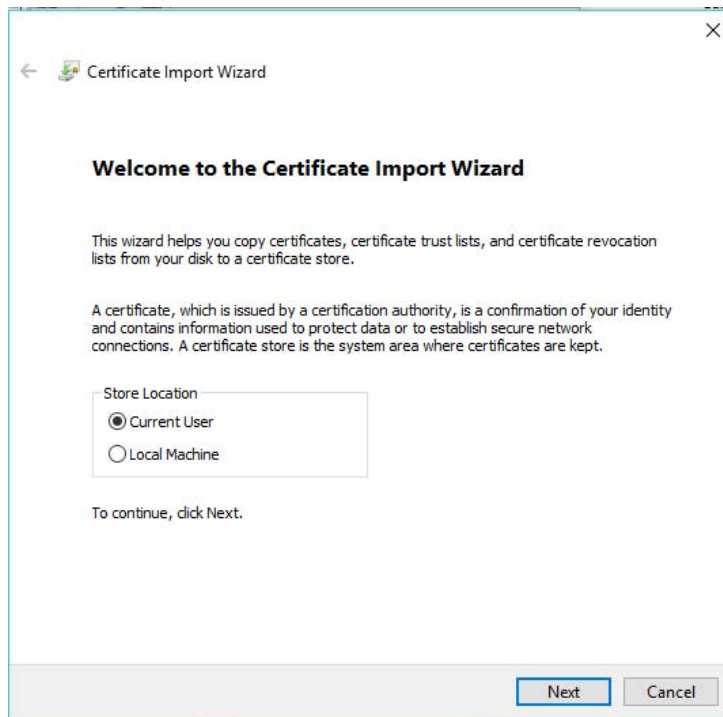 Certificate Import Wizard
Welcome to the Certificate Import Wizard
This wizard helps you copy certificates, certificate trust lists, and certificate revocation
lists from your disk to a certificate store.
A certificate, which is issued by a certification authority, is a confirmation of your identity
and contains information used to protect data or to establish secure network
connections. A certificate store is the system area where certificates are kept.
Store Location
Current User
Local Machine
To continue, click Next.
Next Cancel